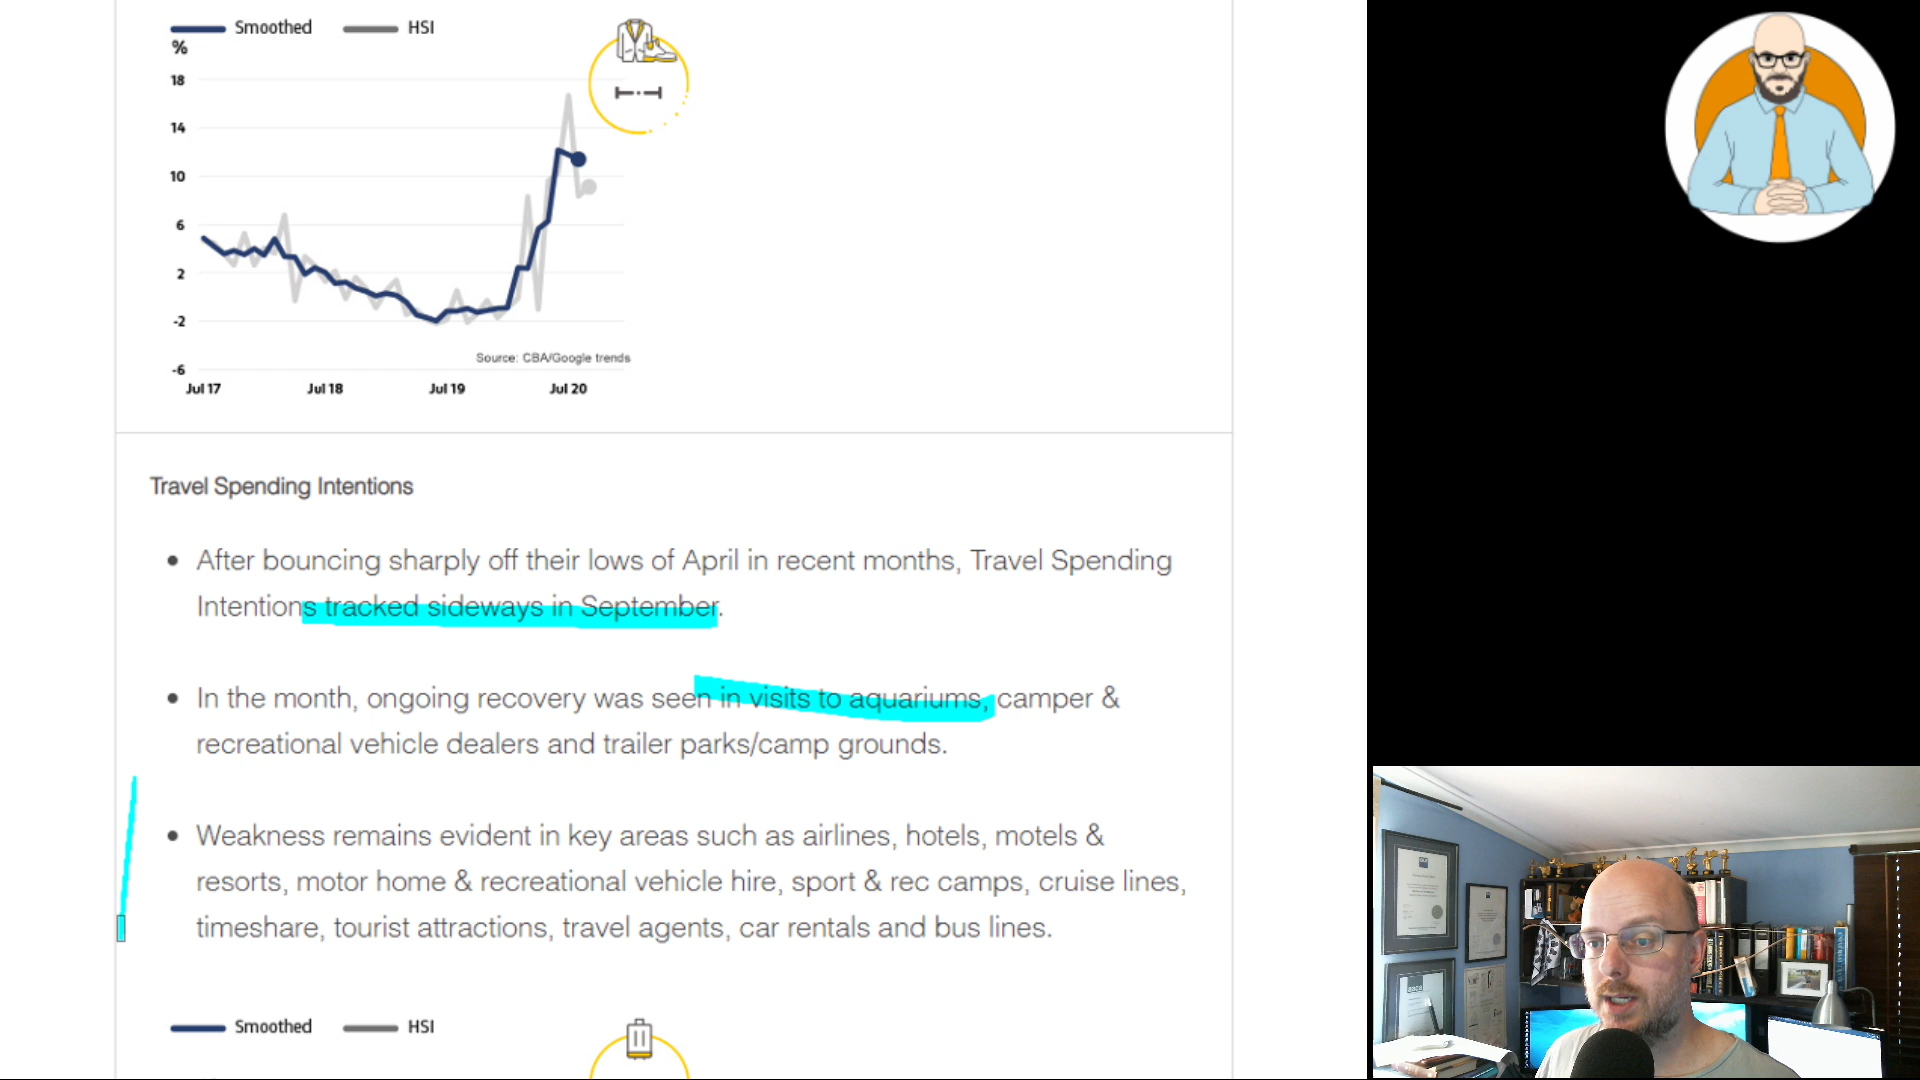 Smoothed HSI
%
18
14
10
6
2
-2
Source: CBA/Google trends
-6
Jul 17 Jul 18 Jul 19 Jul 20
Travel Spending Intentions
• After bouncing sharply off their lows of April in recent months, Travel Spending
Intentions tracked sideways in September.
• In the month, ongoing recovery was seen in visits to aquariums, camper &
recreational vehicle dealers and trailer parks/camp grounds.
• Weakness remains evident in key areas such as airlines, hotels, motels &
resorts, motor home & recreational vehicle hire, sport & rec camps, cruise lines,
timeshare, tourist attractions, travel agents, car rentals and bus lines.
Smoothed HSI